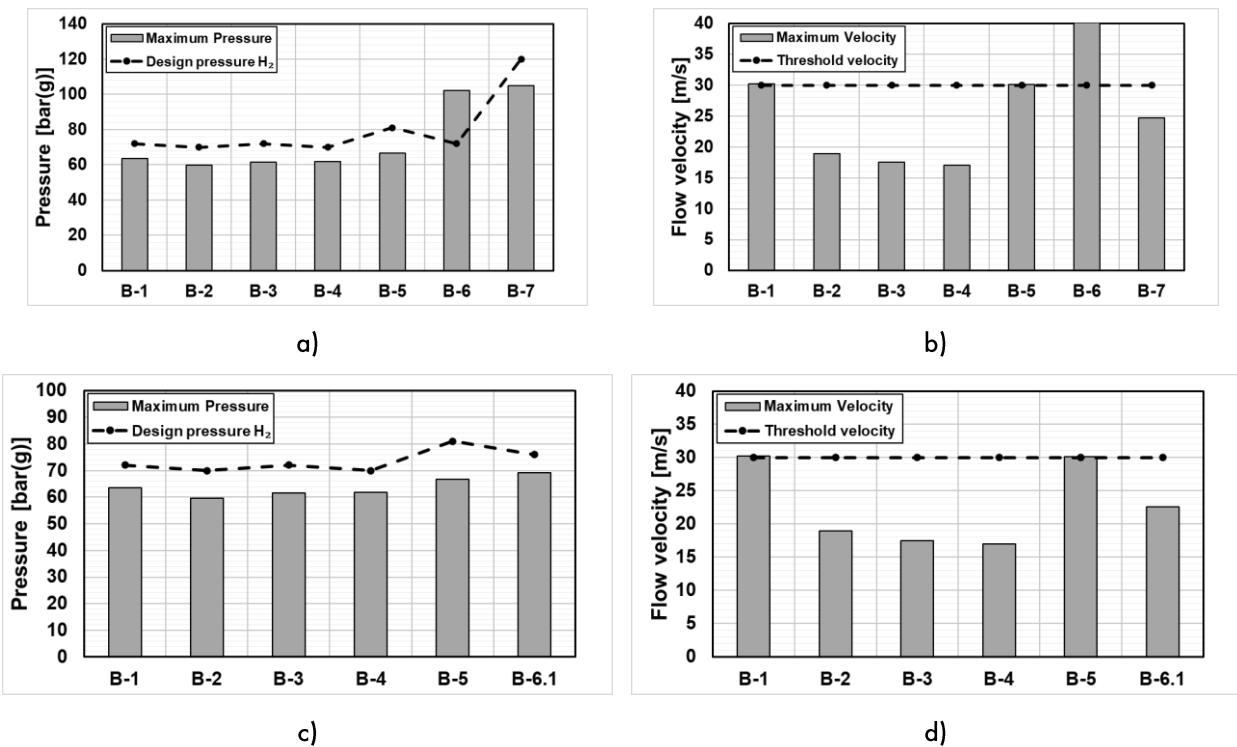 140
120
100
80
60
40
20
0
Pressure [bar(g)]
Maximum Pressure
Design pressure H₂
B-1 B-2 B-3 B-4 B-5 B-6 B-7
a)
40
35
30
25
20
15
10
5
0
Flow velocity [m/s]
Maximum Velocity
Threshold velocity
B-1 B-2 B-3 B-4 B-5 B-6 B-7
b)
100
90
80
70
60
50
40
30
20
10
0
Pressure [bar(g)]
Maximum Pressure
Design pressure H₂
B-1 B-2 B-3 B-4 B-5 B-6.1
c)
40
35
30
25
20
15
10
5
0
Flow velocity [m/s]
Maximum Velocity
Threshold velocity
B-1 B-2 B-3 B-4 B-5 B-6.1
d)